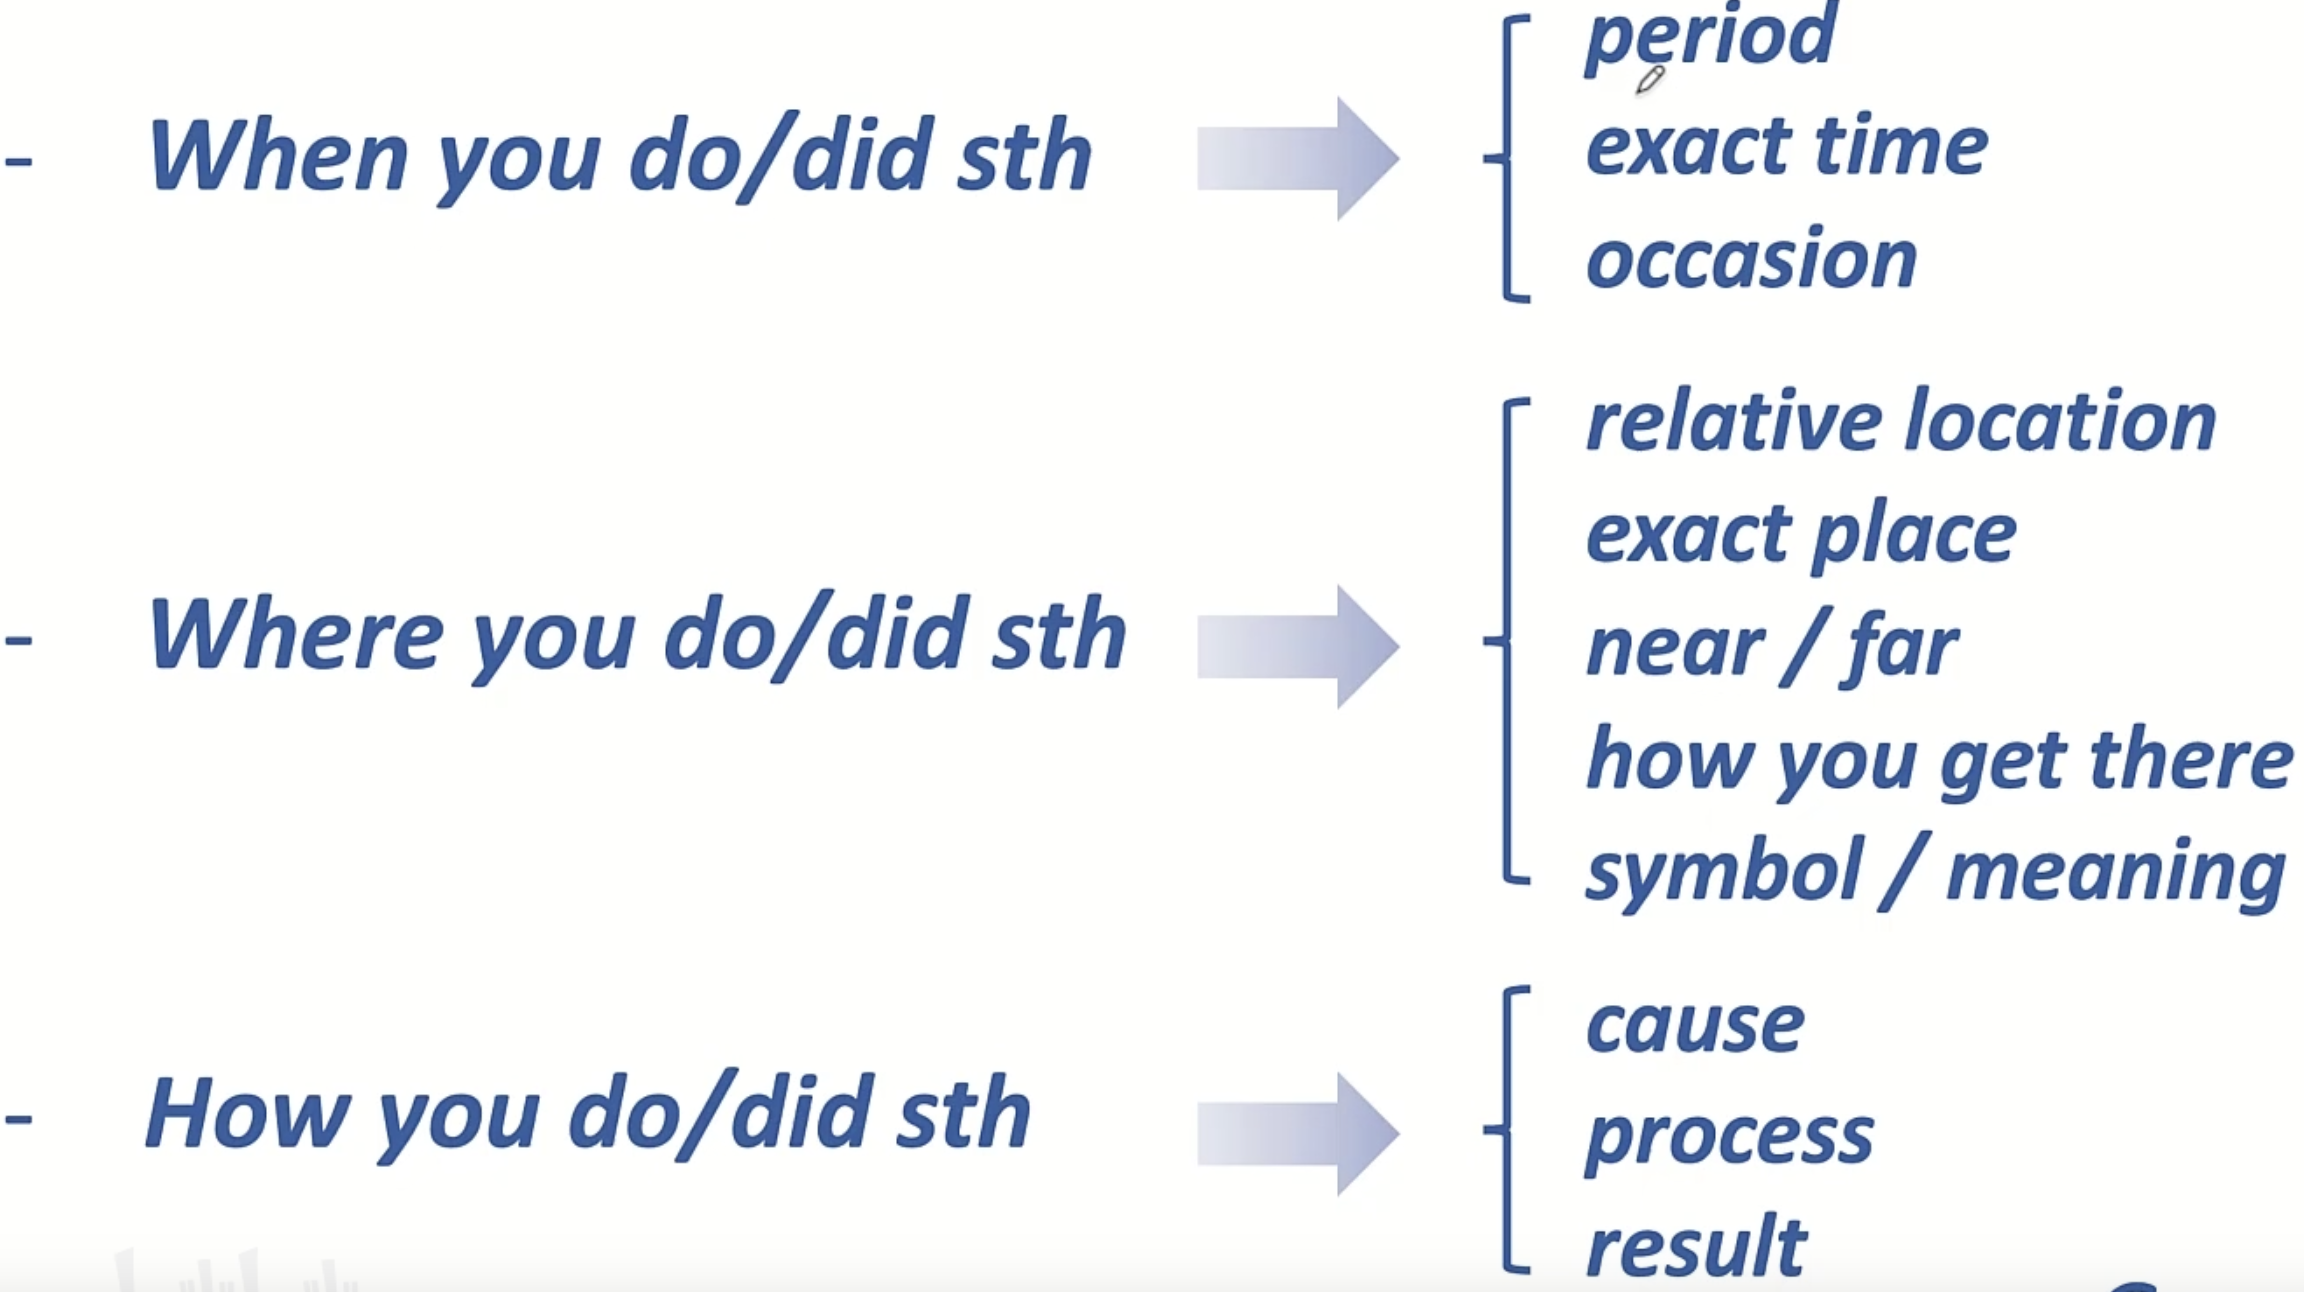 - When you do/did sth
period
exact time
occasion
- Where you do/did sth
relative location
exact place
near / far
how you get there
symbol / meaning
- How you do/did sth
cause
process
result